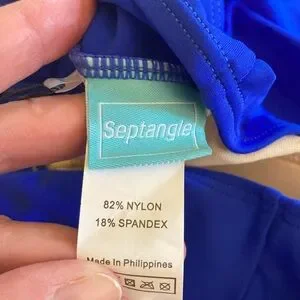 Septangle
82% NYLON
18% SPANDEX
Made In Philippines